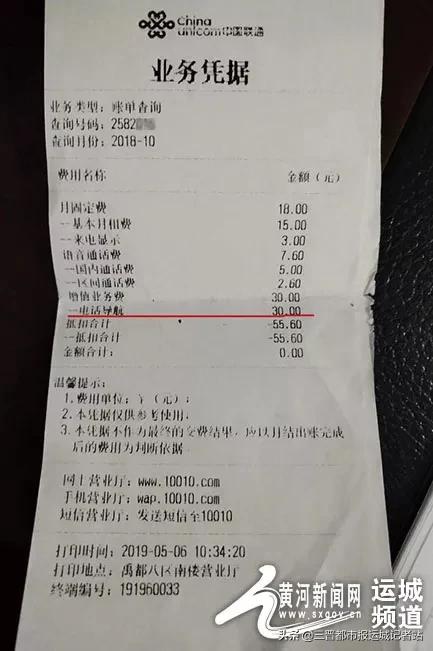 China
unicom中国联通
业务凭据
业务类型: 账单查询
查询号码: 2582
查询月份: 2018-10
费用名称 金额 (元)
月固定费 18.00
—基本月租费 15.00
—来电显示 3.00
语音通话费 7.60
—国内通话费 5.00
—区间通话费 2.60
增值业务费 30.00
—电话导航 30.00
抵扣合计 -55.60
—抵扣合计 -55.60
金额合计: 0.00
温馨提示:
1.费用单位: ¥ (元);
2.本凭据仅供参考使用.
3.本凭据不作为最终的交费结果, 应以月结出账完成
后的费用为判断依据.
网上营业厅: www.10010.com
手机营业厅: wap.10010.com
短信营业厅: 发送短信至10010
打印时间: 2019-05-06 10:34:20
打印地点: 禹都八区南楼营业厅
终端编号: 191960033
黄河新闻网 运城
www.sxgov.cn 频道
头条@三晋都市报运城记者站